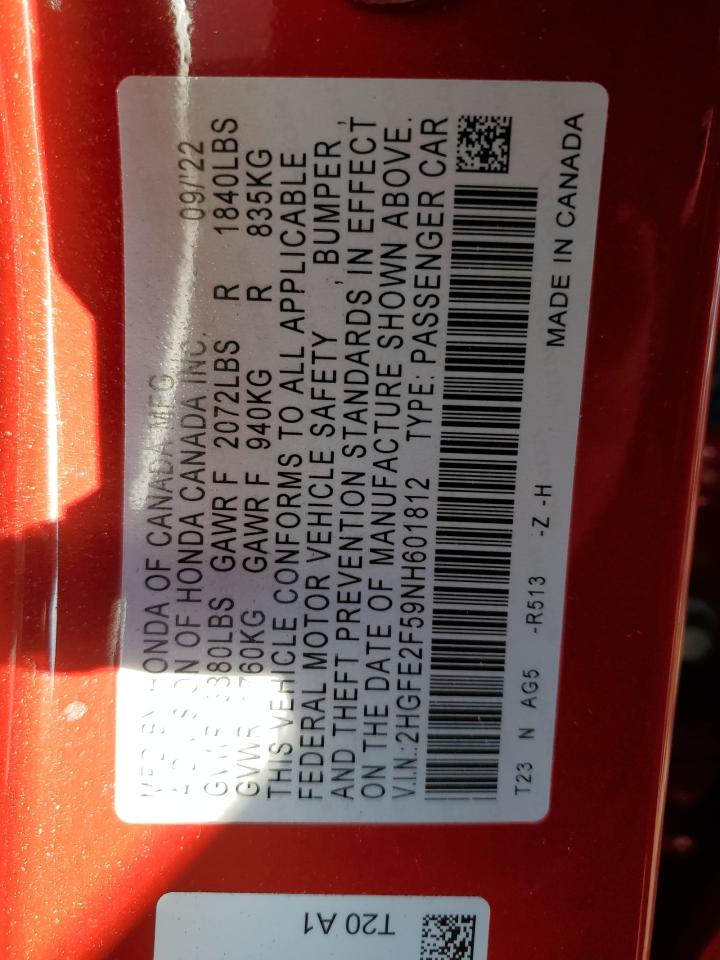 HONDA OF CANADA MFG.
OF HONDA CANADA INC. 09/'22
GVWR 3380LBS GAWR F 2072LBS R 1840LBS
GVWR 760KG GAWR F 940KG R 835KG
THIS VEHICLE CONFORMS TO ALL APPLICABLE
FEDERAL MOTOR VEHICLE SAFETY , BUMPER ,
AND THEFT PREVENTION STANDARDS IN EFFECT
ON THE DATE OF MANUFACTURE SHOWN ABOVE.
V.I.N.:2HGFE2F59NH601812 TYPE: PASSENGER CAR
T23 N AG5 -R513 -Z -H MADE IN CANADA
T20 A1